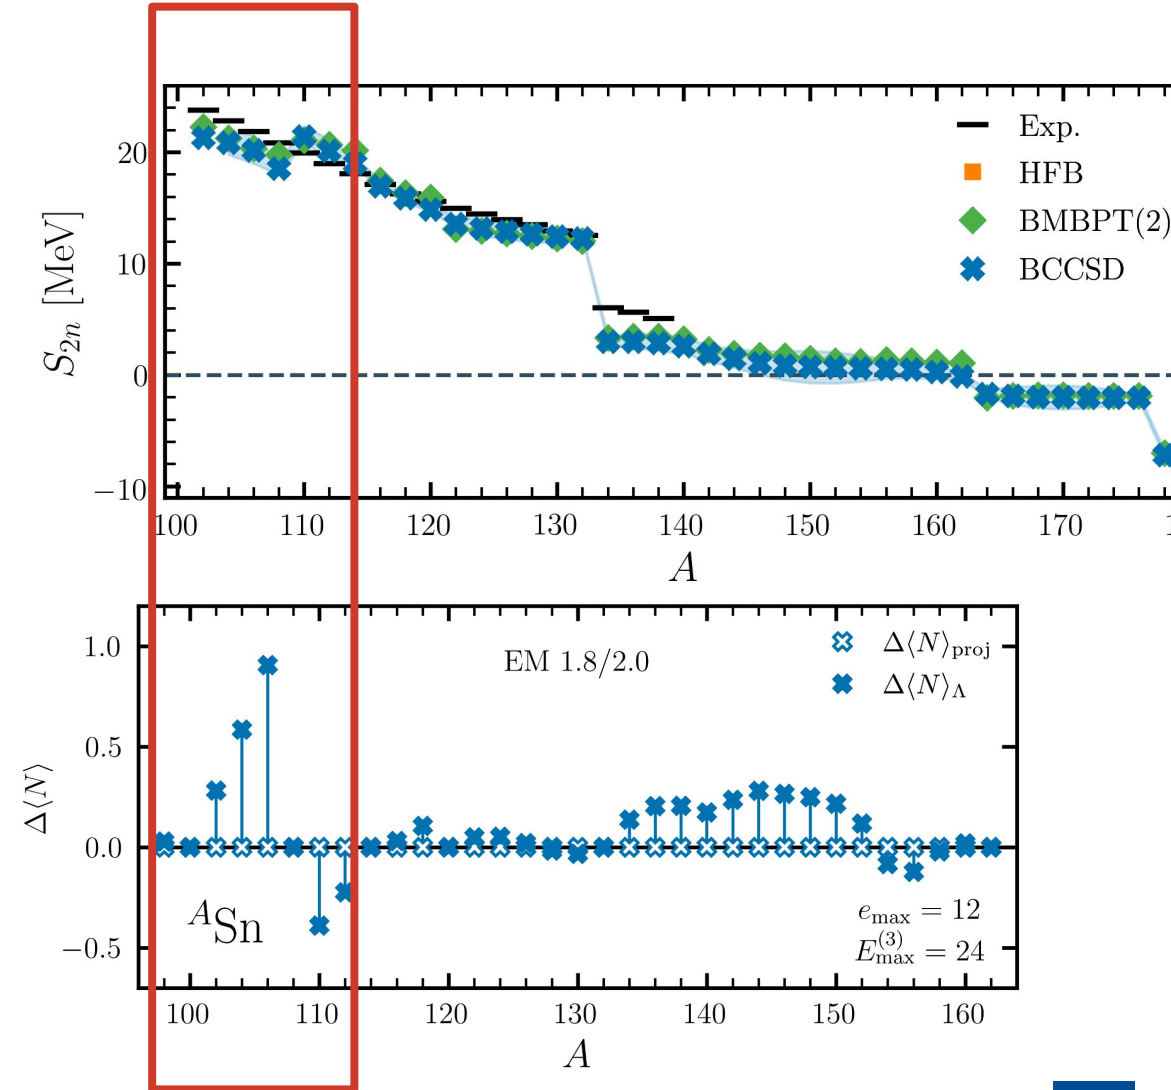 20
10
0
−10
S₂ₙ [MeV]
Exp.
HFB
BMBPT(2)
BCCSD
100 110 120 130 140 150 160 170 1
A
1.0
0.5
0.0
−0.5
Δ⟨N⟩
EM 1.8/2.0
Δ⟨N⟩proj
Δ⟨N⟩Λ
ᴬSn
eₘₐₓ = 12
E⁽³⁾ₘₐₓ = 24
100 110 120 130 140 150 160
A